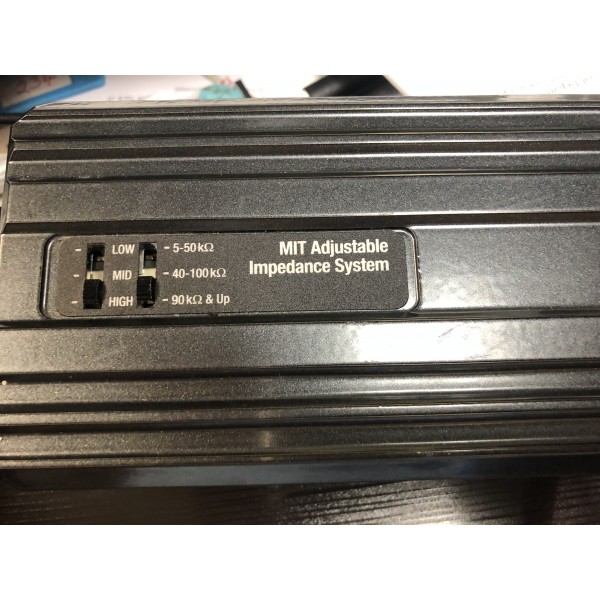 LOW - 5-50kΩ
MID - 40-100kΩ
HIGH - 90kΩ & Up
MIT Adjustable
Impedance System